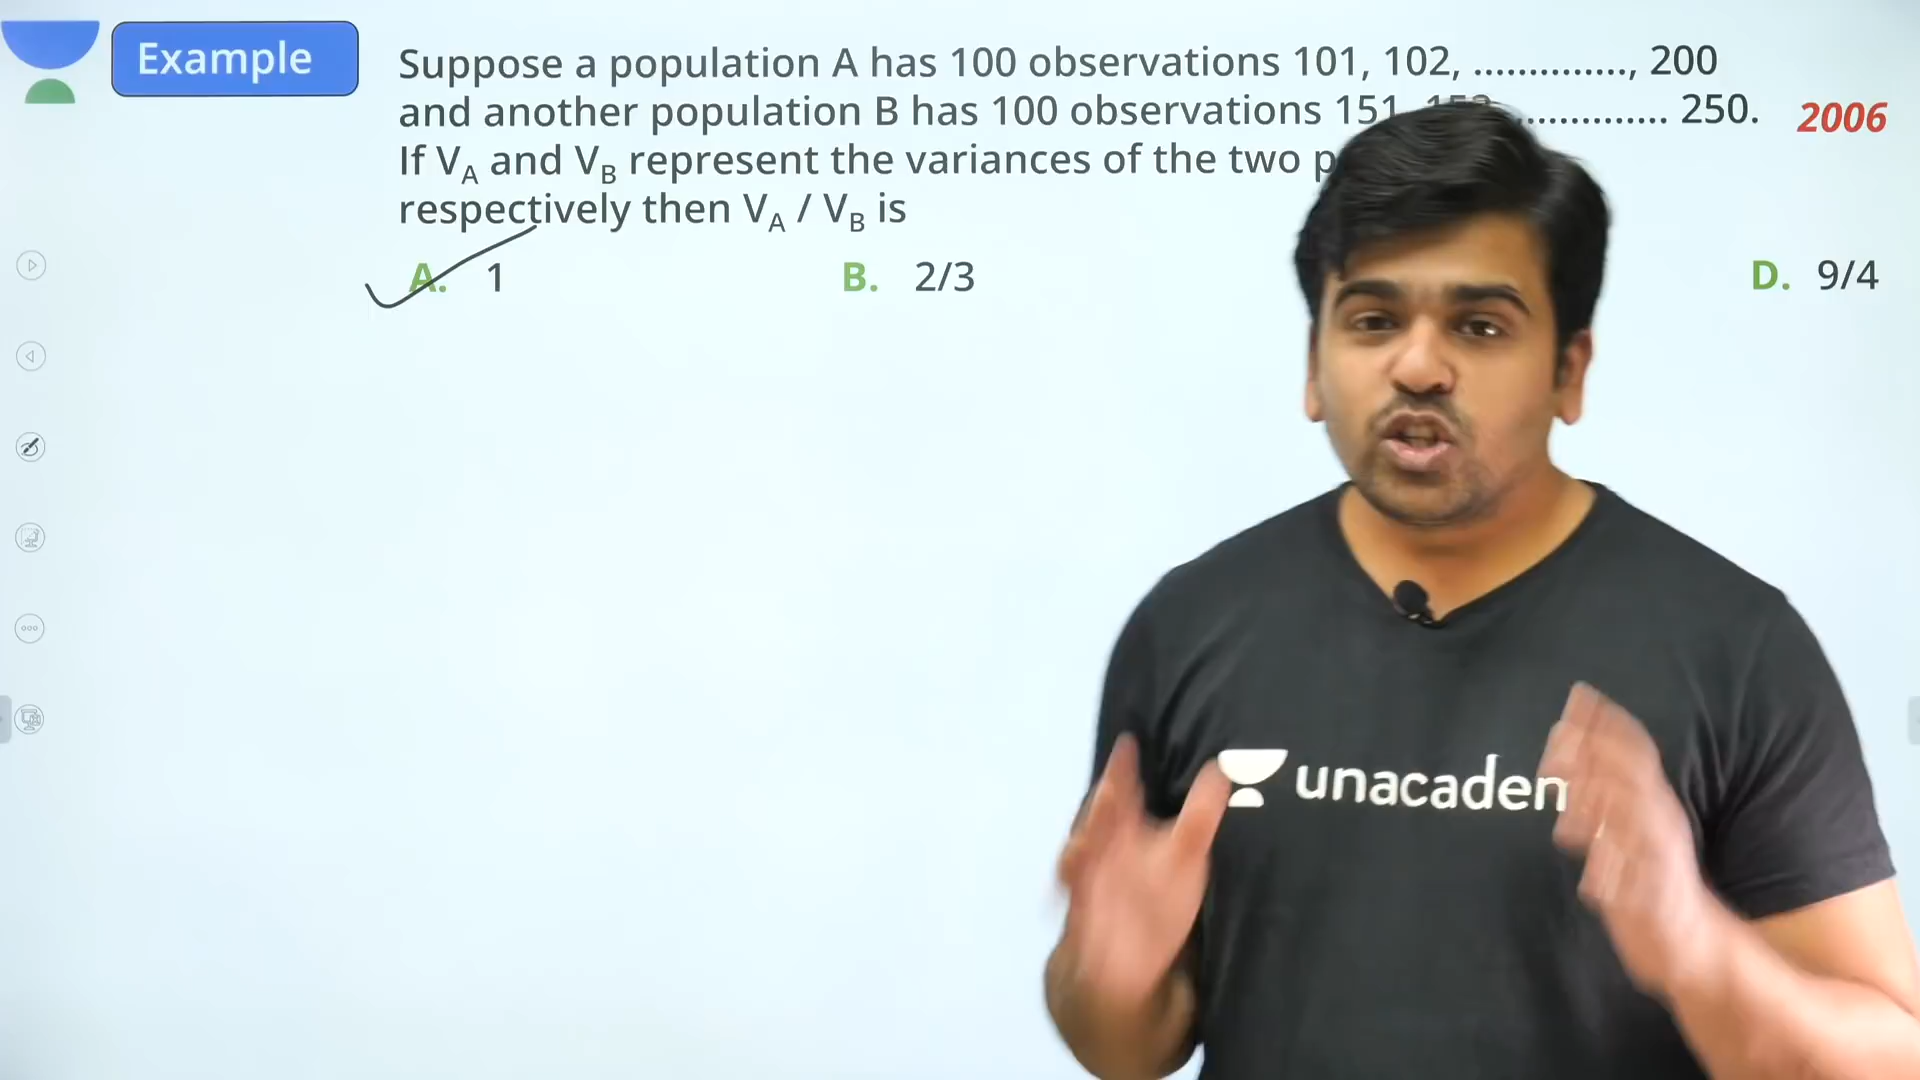 Example
Suppose a population A has 100 observations 101, 102, .............., 200
and another population B has 100 observations 151, ............... 250.
2006
If VA and VB represent the variances of the two
respectively then VA / VB is
A. 1
B. 2/3
D. 9/4
unacadem